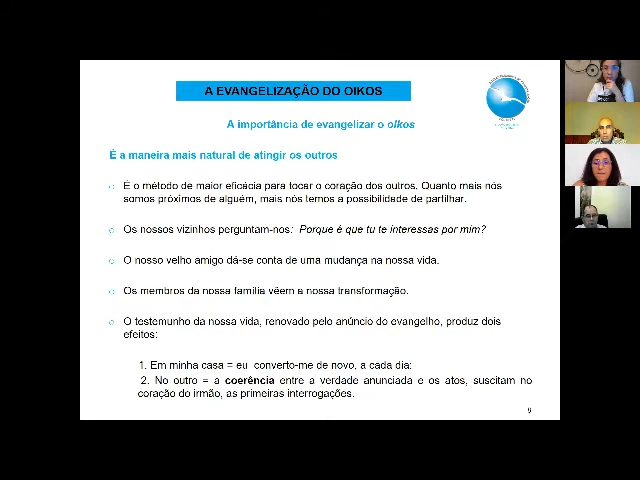 A EVANGELIZAÇÃO DO OIKOS
A importância de evangelizar o oikos
É a maneira mais natural de atingir os outros
É o método de maior eficácia para tocar o coração dos outros. Quanto mais nós
somos próximos de alguém, mais nós temos a possibilidade de partilhar.
Os nossos vizinhos perguntam-nos: Porque é que tu te interessas por mim?
O nosso velho amigo dá-se conta de uma mudança na nossa vida.
Os membros da nossa família vêem a nossa transformação.
O testemunho da nossa vida, renovado pelo anúncio do evangelho, produz dois
efeitos:
1. Em minha casa = eu converto-me de novo, a cada dia:
2. No outro = a coerência entre a verdade anunciada e os atos, suscitam no
coração do irmão, as primeiras interrogações.
9